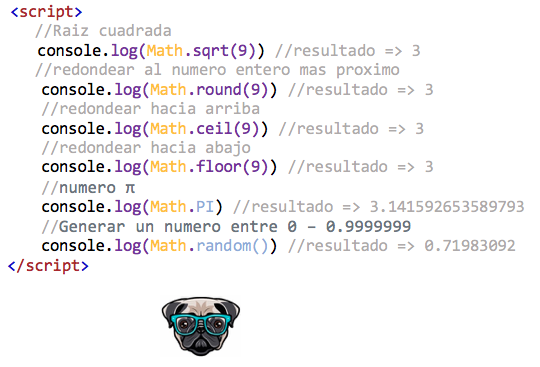 <script>
//Raiz cuadrada
console.log(Math.sqrt(9)) //resultado => 3
//redondear al numero entero mas proximo
console.log(Math.round(9)) //resultado => 3
//redondear hacia arriba
console.log(Math.ceil(9)) //resultado => 3
//redondear hacia abajo
console.log(Math.floor(9)) //resultado => 3
//numero π
console.log(Math.PI) //resultado => 3.141592653589793
//Generar un numero entre 0 – 0.9999999
console.log(Math.random()) //resultado => 0.71983092
</script>